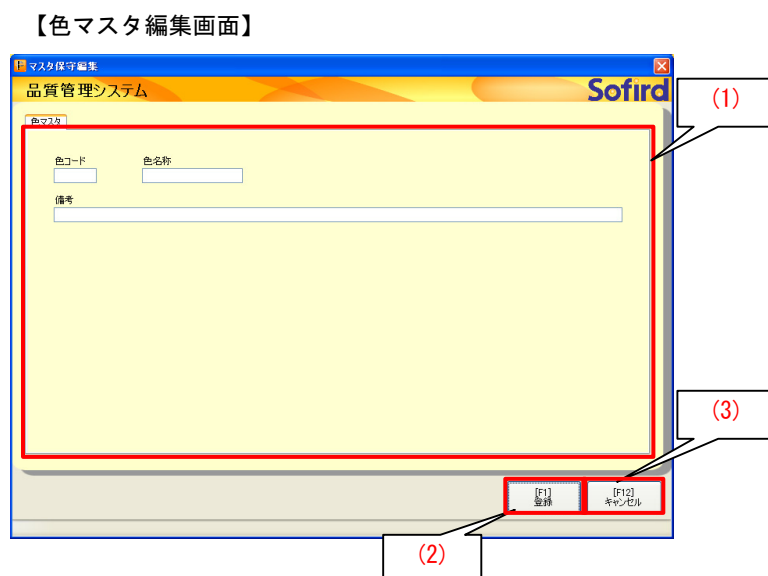 【色マスタ編集画面】
マスタ保守編集
品質管理システム
Sofird
(1)
色マスタ
色コード
色名称
備考
(3)
[F1]
登録
[F12]
キャンセル
(2)